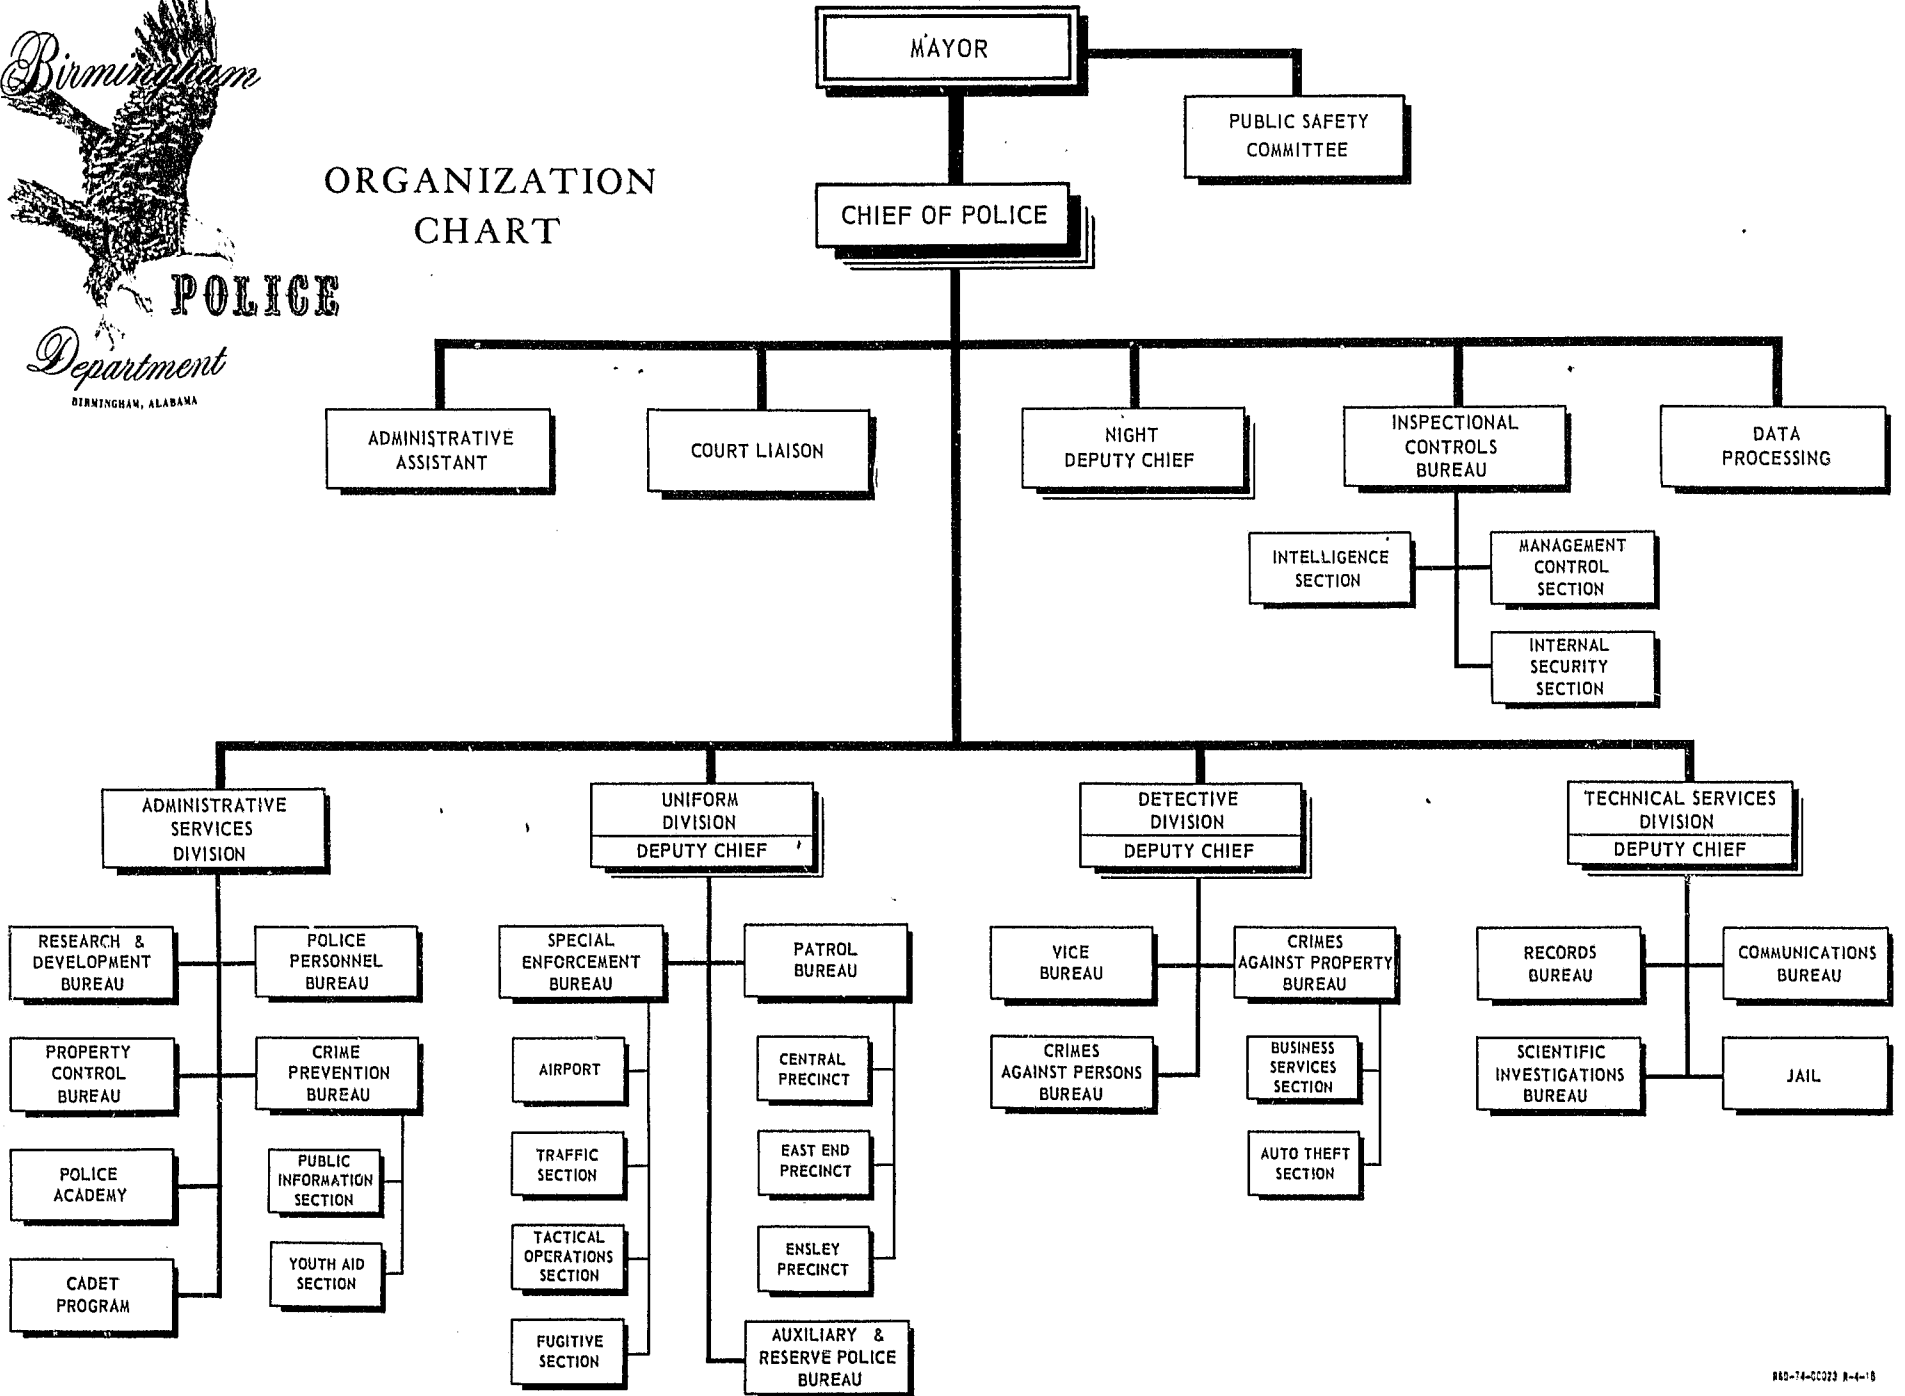 Birmingham
POLICE
Department
BIRMINGHAM, ALABAMA
ORGANIZATION
CHART
MAYOR
PUBLIC SAFETY
COMMITTEE
CHIEF OF POLICE
ADMINISTRATIVE
ASSISTANT
COURT LIAISON
NIGHT
DEPUTY CHIEF
INSPECTIONAL
CONTROLS
BUREAU
DATA
PROCESSING
INTELLIGENCE
SECTION
MANAGEMENT
CONTROL
SECTION
INTERNAL
SECURITY
SECTION
ADMINISTRATIVE
SERVICES
DIVISION
UNIFORM
DIVISION
DEPUTY CHIEF
DETECTIVE
DIVISION
DEPUTY CHIEF
TECHNICAL SERVICES
DIVISION
DEPUTY CHIEF
RESEARCH &
DEVELOPMENT
BUREAU
POLICE
PERSONNEL
BUREAU
PROPERTY
CONTROL
BUREAU
CRIME
PREVENTION
BUREAU
POLICE
ACADEMY
PUBLIC
INFORMATION
SECTION
CADET
PROGRAM
YOUTH AID
SECTION
SPECIAL
ENFORCEMENT
BUREAU
PATROL
BUREAU
AIRPORT
CENTRAL
PRECINCT
TRAFFIC
SECTION
EAST END
PRECINCT
TACTICAL
OPERATIONS
SECTION
ENSLEY
PRECINCT
FUGITIVE
SECTION
AUXILIARY &
RESERVE POLICE
BUREAU
VICE
BUREAU
CRIMES
AGAINST PROPERTY
BUREAU
CRIMES
AGAINST PERSONS
BUREAU
BUSINESS
SERVICES
SECTION
AUTO THEFT
SECTION
RECORDS
BUREAU
COMMUNICATIONS
BUREAU
SCIENTIFIC
INVESTIGATIONS
BUREAU
JAIL